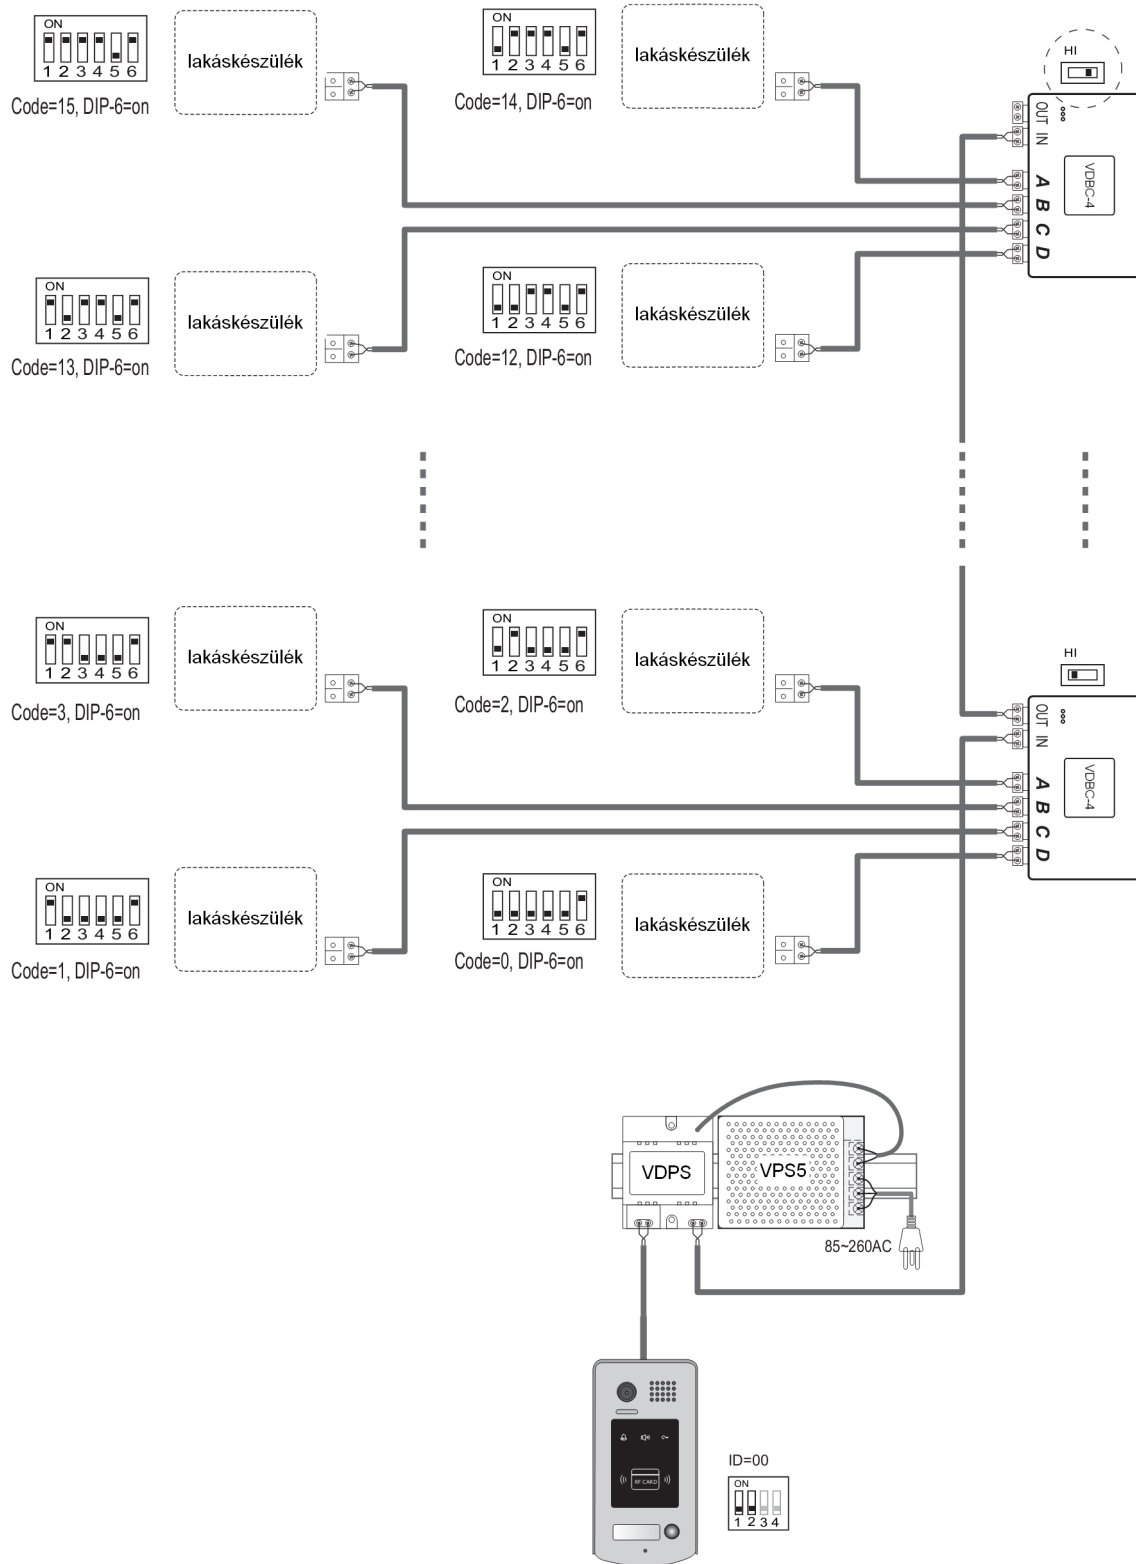 ON
1 2 3 4 5 6
Code=15, DIP-6=on
lakáskészülék
ON
1 2 3 4 5 6
Code=14, DIP-6=on
lakáskészülék
HI
OUT IN
A
B
C
D
VDBC-4
ON
1 2 3 4 5 6
Code=13, DIP-6=on
lakáskészülék
ON
1 2 3 4 5 6
Code=12, DIP-6=on
lakáskészülék
ON
1 2 3 4 5 6
Code=3, DIP-6=on
lakáskészülék
ON
1 2 3 4 5 6
Code=2, DIP-6=on
lakáskészülék
HI
OUT IN
A
B
C
D
VDBC-4
ON
1 2 3 4 5 6
Code=1, DIP-6=on
lakáskészülék
ON
1 2 3 4 5 6
Code=0, DIP-6=on
lakáskészülék
VDPS
VPS5
85~260AC
RF CARD
ID=00
ON
1 2 3 4